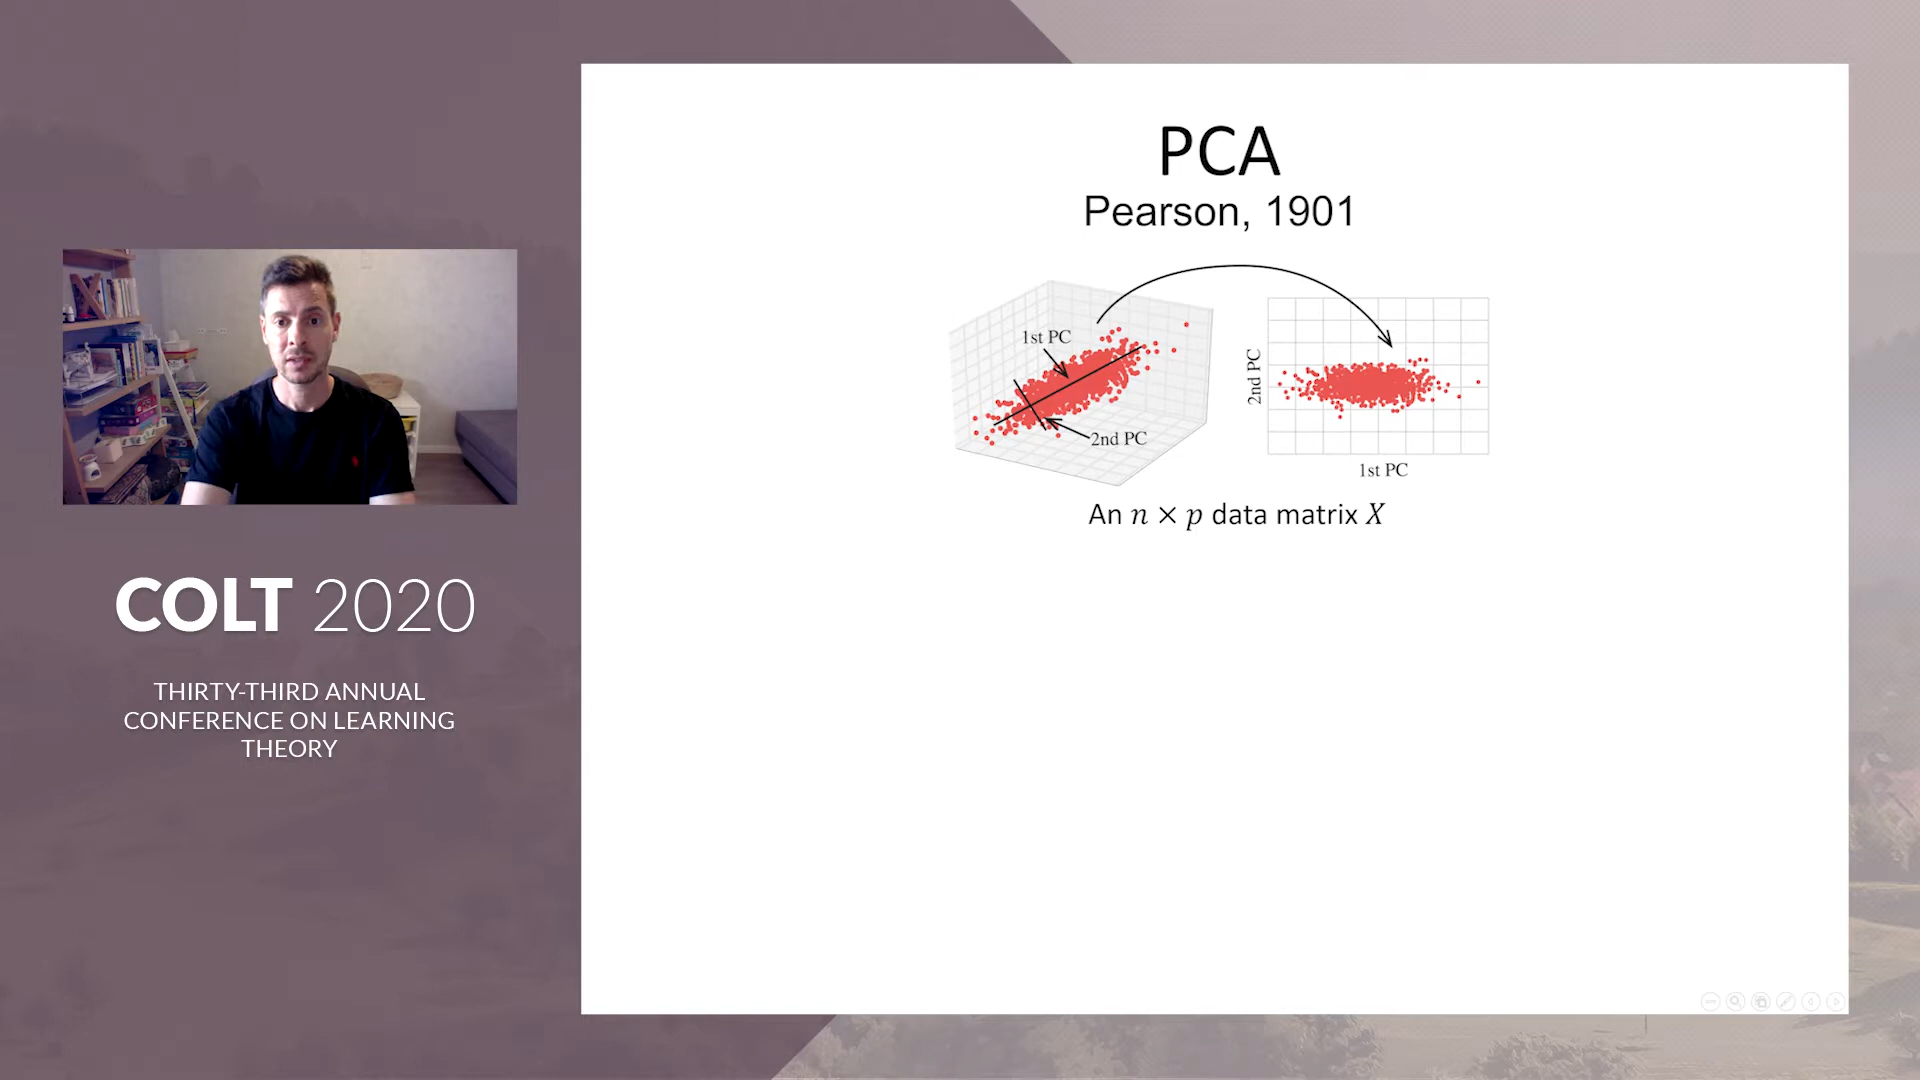 COLT 2020
THIRTY-THIRD ANNUAL
CONFERENCE ON LEARNING
THEORY
PCA
Pearson, 1901
1st PC
2nd PC
2nd PC
1st PC
An n × p data matrix X